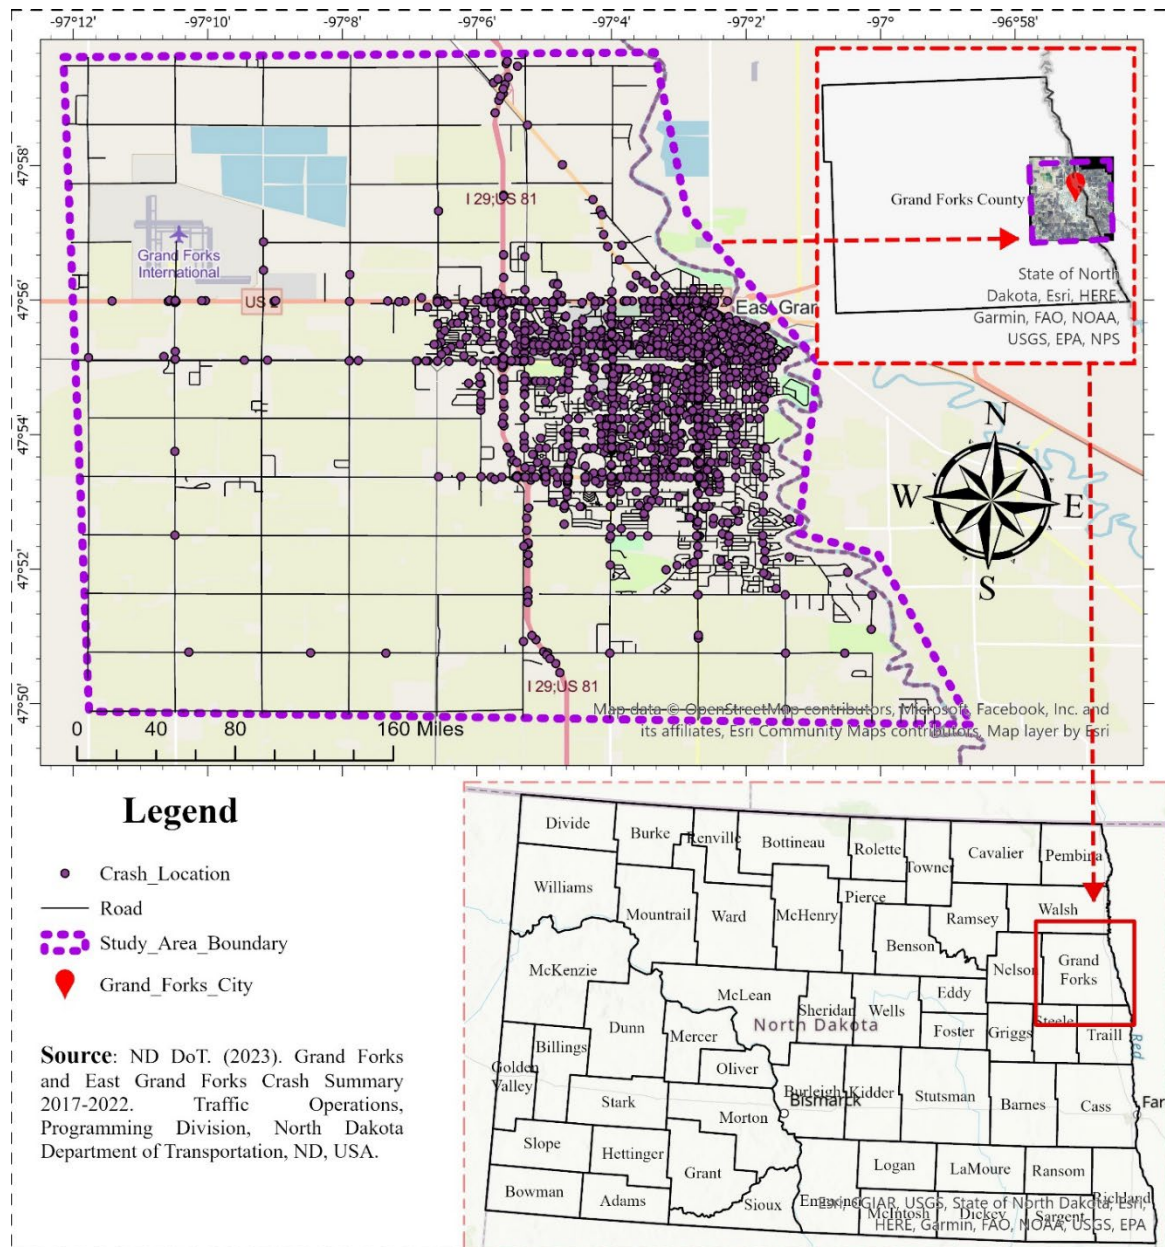 -97°12' -97°10' -97°8' -97°6' -97°4' -97°2' -97° -96°58'
47°58'
47°56'
47°54'
47°52'
47°50'
I 29;US 81
Grand Forks
International
US 2
East Gran
I 29;US 81
Grand Forks County
State of North
Dakota, Esri, HERE,
Garmin, FAO, NOAA,
USGS, EPA, NPS
N
W E
S
Map data © OpenStreetMap contributors, Microsoft, Facebook, Inc. and
its affiliates, Esri Community Maps contributors, Map layer by Esri
0 40 80 160 Miles
Legend
Crash_Location
Road
Study_Area_Boundary
Grand_Forks_City
Source: ND DoT. (2023). Grand Forks
and East Grand Forks Crash Summary
2017-2022. Traffic Operations,
Programming Division, North Dakota
Department of Transportation, ND, USA.
Divide Burke Renville Bottineau Rolette Towner Cavalier Pembina
Williams Mountrail Ward McHenry Pierce Benson Ramsey Walsh
McKenzie McLean Sheridan Wells Eddy Nelson Grand
Forks
Dunn Mercer North Dakota Foster Griggs Steele Traill
Red
Golden
Valley Billings Oliver
Stark Morton Burleigh Kidder Stutsman Barnes Cass
Bismarck Far
Slope Hettinger Grant Logan LaMoure Ransom Richland
Bowman Adams Sioux Emmons McIntosh Dickey Sargent
Esri, CGIAR, USGS, State of North Dakota, Esri,
HERE, Garmin, FAO, NOAA, USGS, EPA